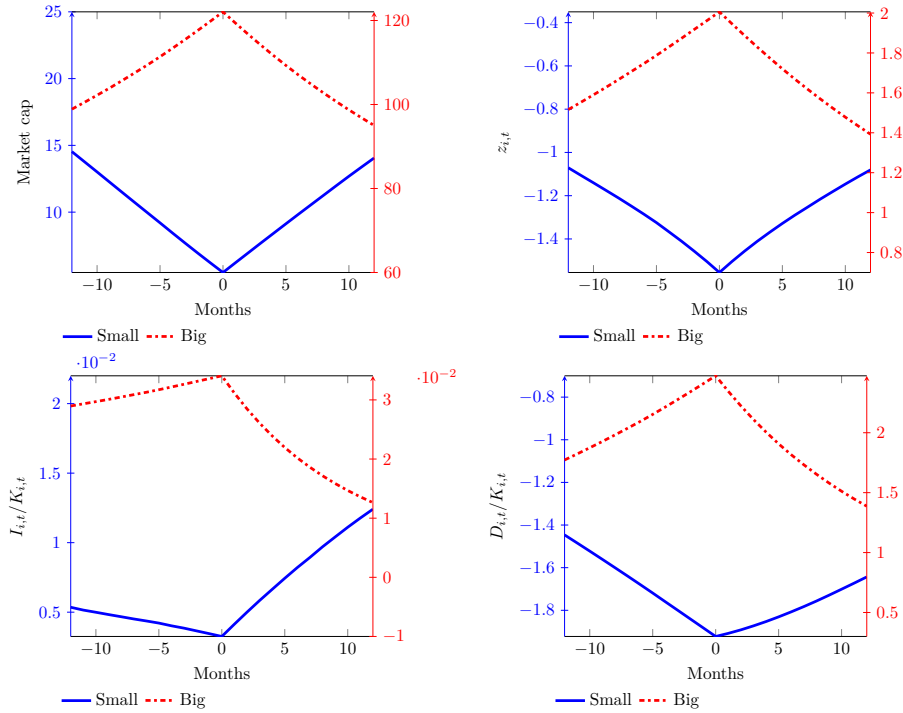 25
20
15
10
Market cap
120
100
80
60
−10 −5 0 5 10
Months
Small Big
−0.4
−0.6
−0.8
−1
−1.2
−1.4
z_{i,t}
2
1.8
1.6
1.4
1.2
1
0.8
−10 −5 0 5 10
Months
Small Big
·10^{−2}
2
1.5
1
0.5
I_{i,t}/K_{i,t}
·10^{−2}
3
2
1
0
−1
−10 −5 0 5 10
Months
Small Big
−0.8
−1
−1.2
−1.4
−1.6
−1.8
D_{i,t}/K_{i,t}
2
1.5
1
0.5
−10 −5 0 5 10
Months
Small Big